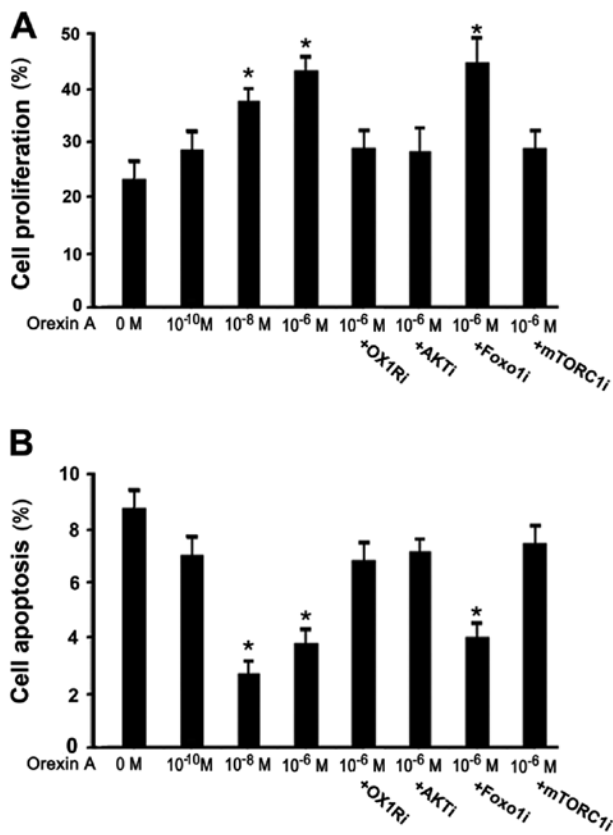 A
Cell proliferation (%)
50
40
30
20
10
0
* * *
Orexin A 0 M 10⁻¹⁰M 10⁻⁸ M 10⁻⁶ M 10⁻⁶ M 10⁻⁶ M 10⁻⁶ M 10⁻⁶ M
+OX1Ri +AKTi +Foxo1i +mTORC1i
B
Cell apoptosis (%)
10
8
6
4
2
0
* * *
Orexin A 0 M 10⁻¹⁰M 10⁻⁸ M 10⁻⁶ M 10⁻⁶ M 10⁻⁶ M 10⁻⁶ M 10⁻⁶ M
+OX1Ri +AKTi +Foxo1i +mTORC1i